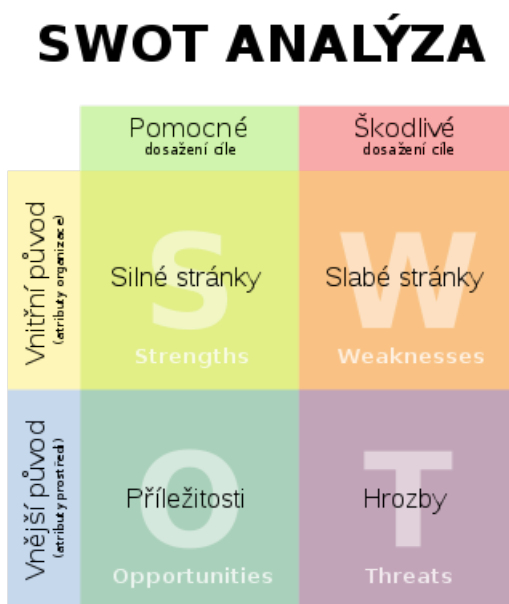 SWOT ANALÝZA
Pomocné
dosažení cíle
Škodlivé
dosažení cíle
Vnitřní původ
(atributy organizace)
S
Silné stránky
Strengths
W
Slabé stránky
Weaknesses
Vnější původ
(atributy prostředí)
O
Příležitosti
Opportunities
T
Hrozby
Threats